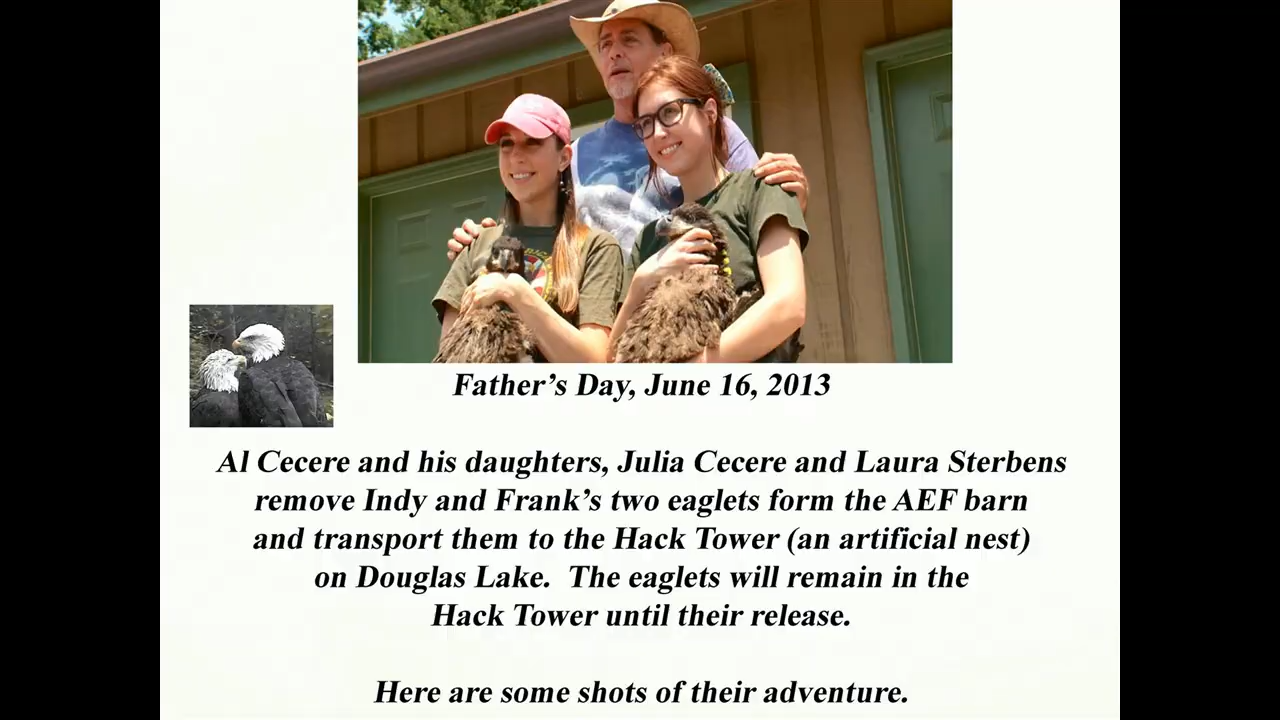 Father's Day, June 16, 2013
Al Cecere and his daughters, Julia Cecere and Laura Sterbens
remove Indy and Frank's two eaglets form the AEF barn
and transport them to the Hack Tower (an artificial nest)
on Douglas Lake. The eaglets will remain in the
Hack Tower until their release.
Here are some shots of their adventure.